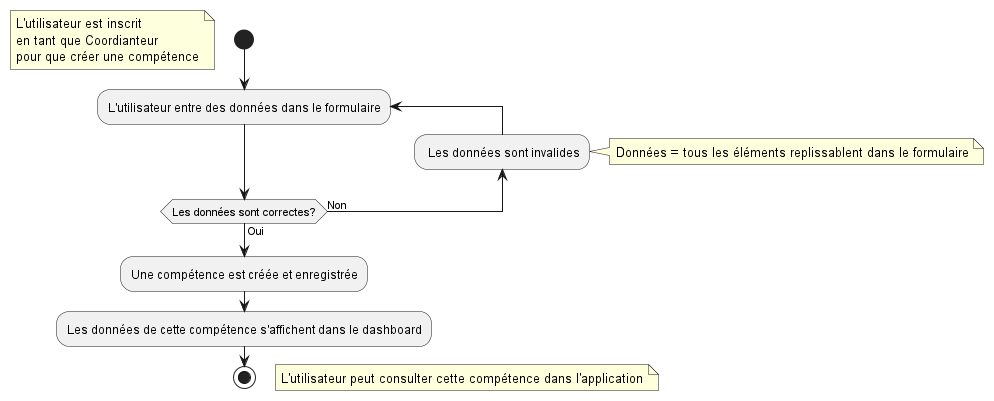 L'utilisateur est inscrit
en tant que Coordianteur
pour que créer une compétence
L'utilisateur entre des données dans le formulaire
Les données sont invalides
Données = tous les éléments replissablent dans le formulaire
Les données sont correctes?
Non
Oui
Une compétence est créée et enregistrée
Les données de cette compétence s'affichent dans le dashboard
L'utilisateur peut consulter cette compétence dans l'application